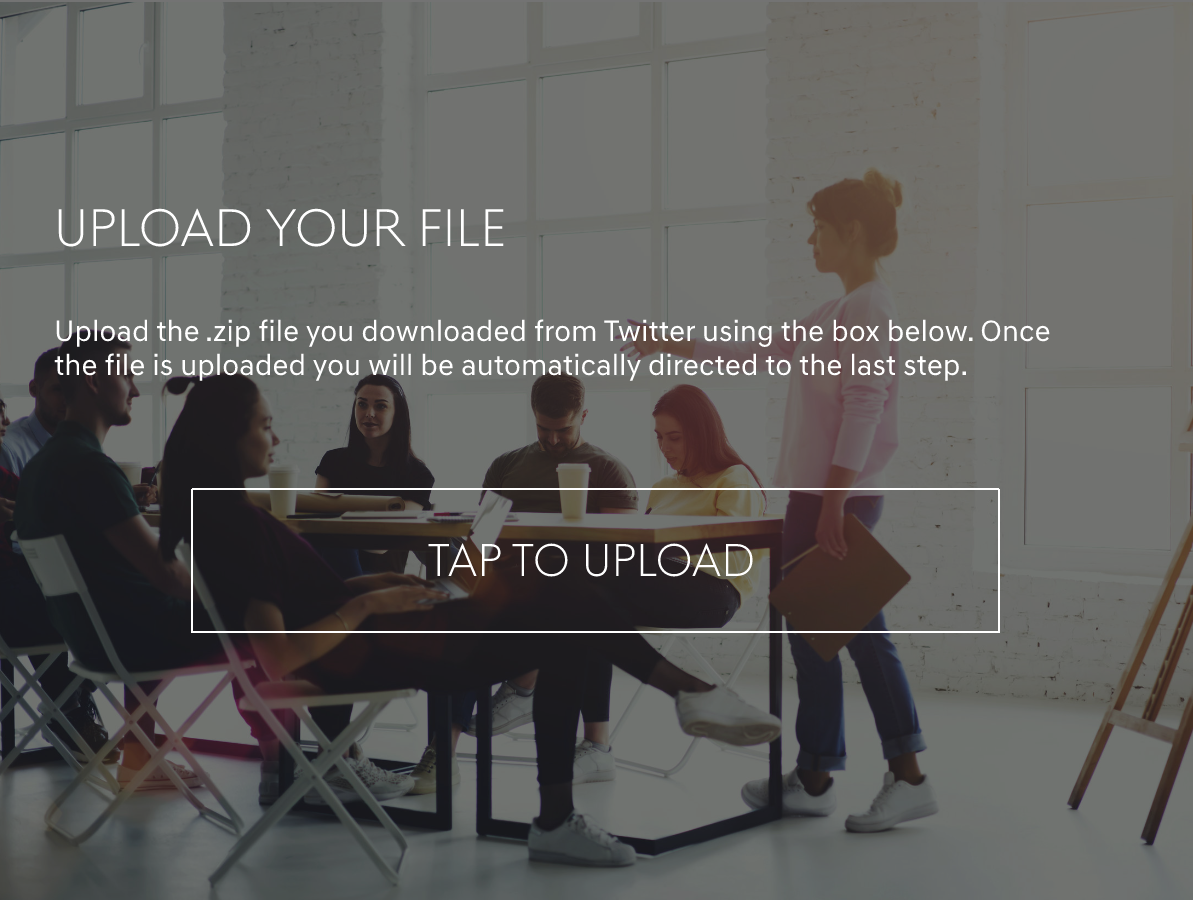 UPLOAD YOUR FILE
Upload the .zip file you downloaded from Twitter using the box below. Once
the file is uploaded you will be automatically directed to the last step.
TAP TO UPLOAD